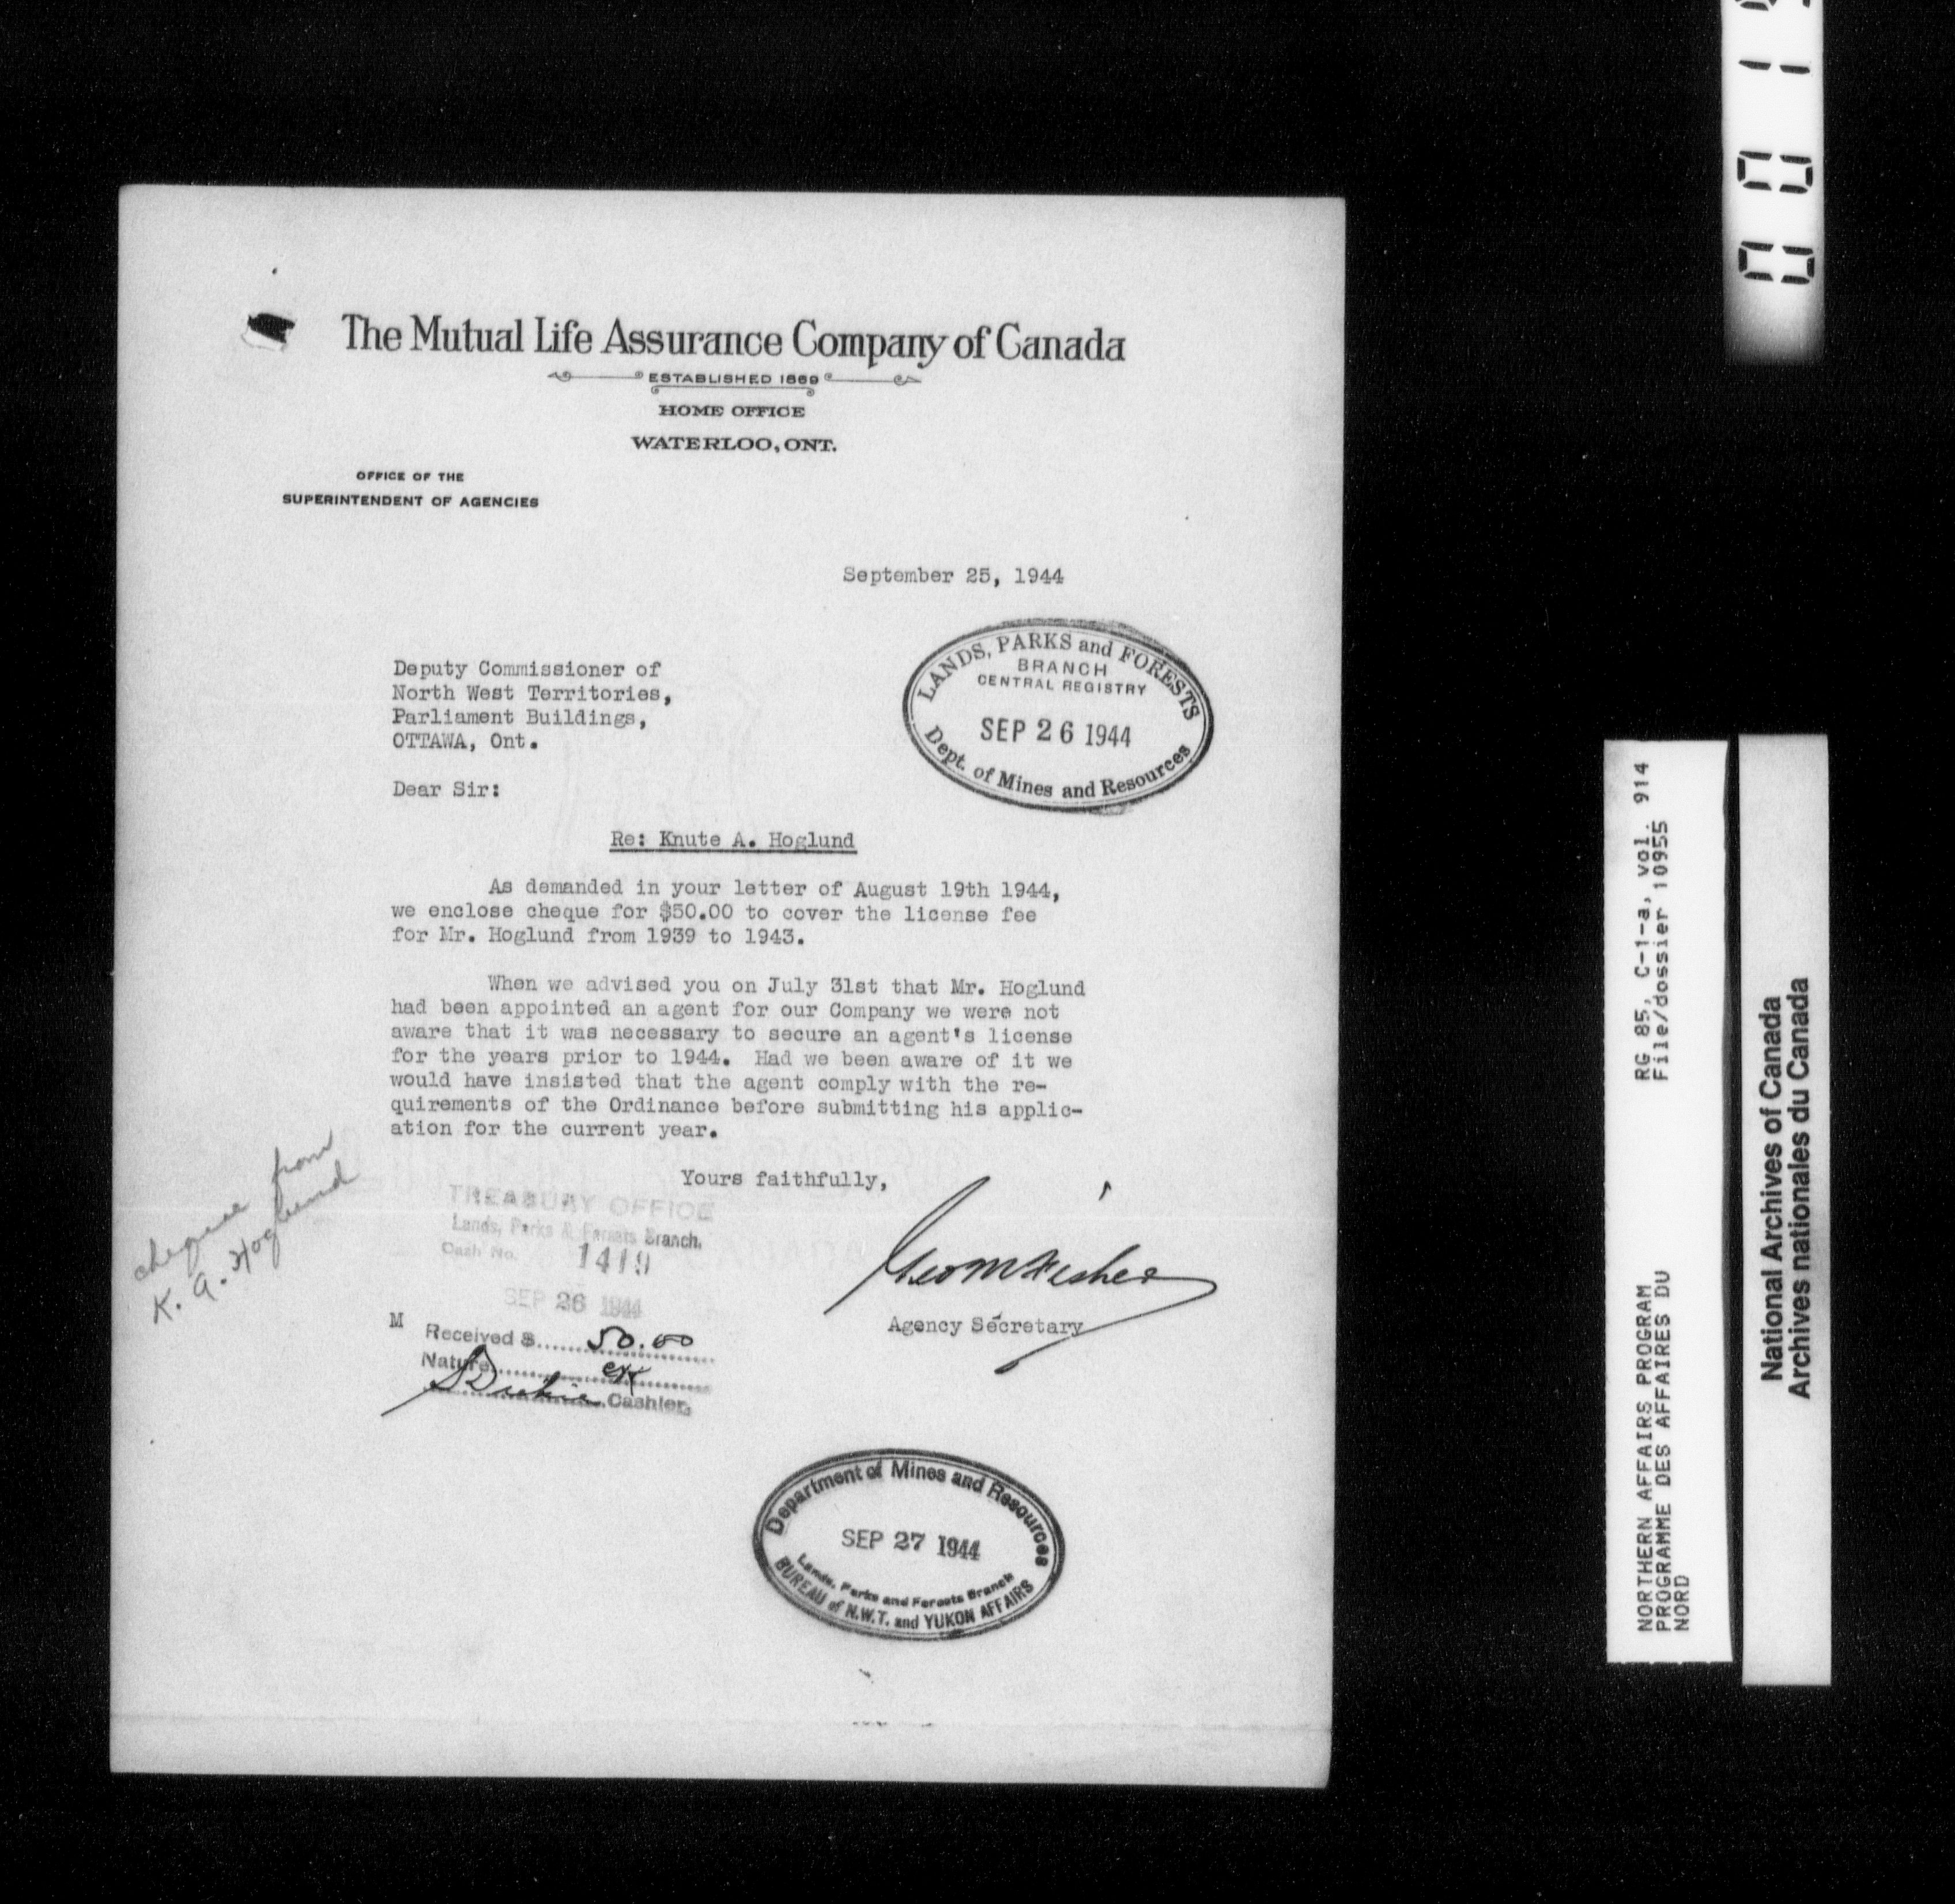 The Mutual Life Assurance Company of Canada
ESTABLISHED 1869
HOME OFFICE
WATERLOO, ONT.
OFFICE OF THE
SUPERINTENDENT OF AGENCIES
September 25, 1944
LANDS, PARKS and FORESTS
BRANCH
CENTRAL REGISTRY
SEP 26 1944
Dept. of Mines and Resources
Deputy Commissioner of
North West Territories,
Parliament Buildings,
OTTAWA, Ont.
Dear Sir:
Re: Knute A. Hoglund
As demanded in your letter of August 19th 1944,
we enclose cheque for $50.00 to cover the license fee
for Mr. Hoglund from 1939 to 1943.
When we advised you on July 31st that Mr. Hoglund
had been appointed an agent for our Company we were not
aware that it was necessary to secure an agent's license
for the years prior to 1944. Had we been aware of it we
would have insisted that the agent comply with the re-
quirements of the Ordinance before submitting his applic-
ation for the current year.
Yours faithfully,
cheque from
K. A. Hoglund
TREASURY OFFICE
Lands, Parks & Forests Branch.
Cash No. 1419
SEP 26 1944
M
Received $ 50.00
Nature
Cashier.
Agency Secretary
Department of Mines and Resources
SEP 27 1944
Lands, Parks and Forests Branch
BUREAU of N.W.T. and YUKON AFFAIRS
RG 85, C-1-a, vol. 914
File/dossier 10955
NORTHERN AFFAIRS PROGRAM
PROGRAMME DES AFFAIRES DU
NORD
National Archives of Canada
Archives nationales du Canada